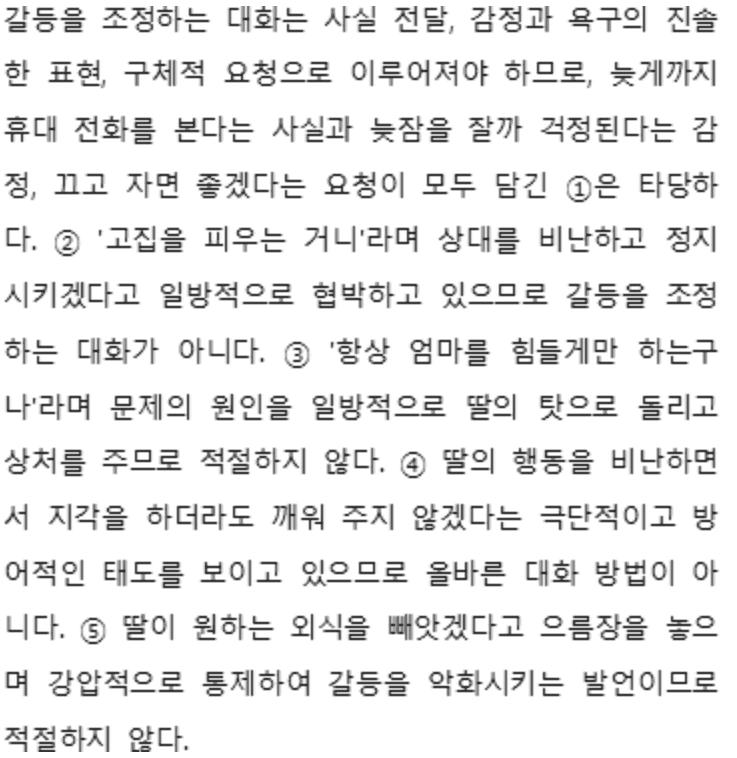 갈등을 조정하는 대화는 사실 전달, 감정과 욕구의 진솔
한 표현, 구체적 요청으로 이루어져야 하므로, 늦게까지
휴대 전화를 본다는 사실과 늦잠을 잘까 걱정된다는 감
정, 끄고 자면 좋겠다는 요청이 모두 담긴 ①은 타당하
다. ② '고집을 피우는 거니'라며 상대를 비난하고 정지
시키겠다고 일방적으로 협박하고 있으므로 갈등을 조정
하는 대화가 아니다. ③ '항상 엄마를 힘들게만 하는구
나'라며 문제의 원인을 일방적으로 딸의 탓으로 돌리고
상처를 주므로 적절하지 않다. ④ 딸의 행동을 비난하면
서 지각을 하더라도 깨워 주지 않겠다는 극단적이고 방
어적인 태도를 보이고 있으므로 올바른 대화 방법이 아
니다. ⑤ 딸이 원하는 외식을 빼앗겠다고 으름장을 놓으
며 강압적으로 통제하여 갈등을 악화시키는 발언이므로
적절하지 않다.